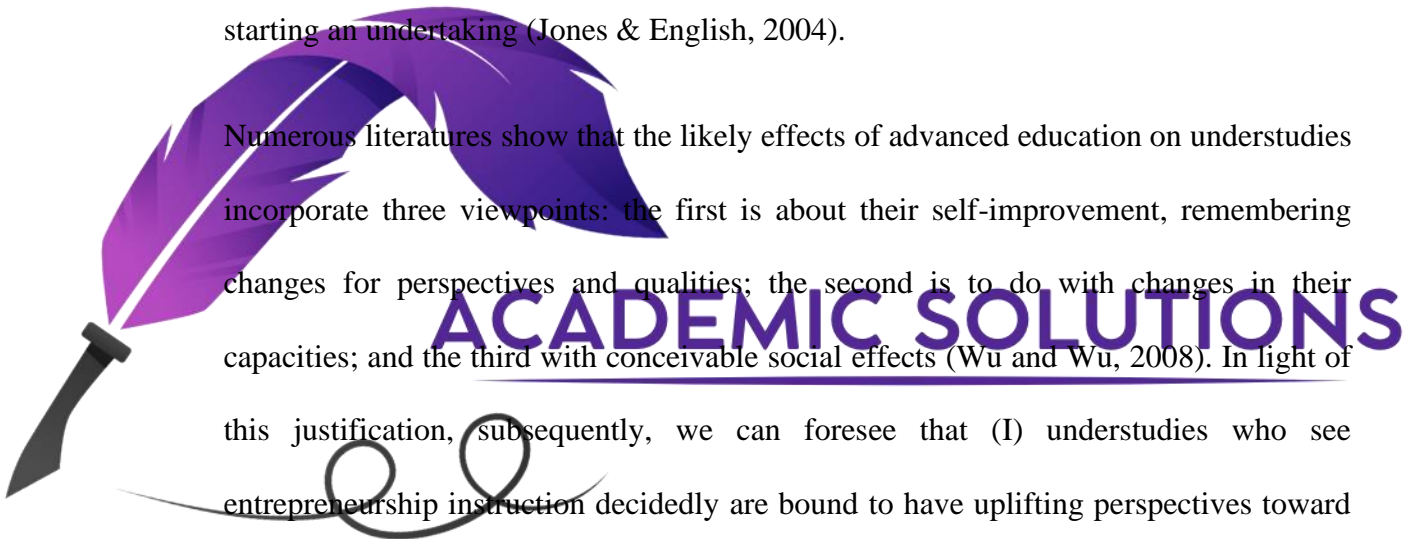 starting an undertaking (Jones & English, 2004).
Numerous literatures show that the likely effects of advanced education on understudies
incorporate three viewpoints: the first is about their self-improvement, remembering
changes for perspectives and qualities; the second is to do with changes in their
ACADEMIC SOLUTIONS
capacities; and the third with conceivable social effects (Wu and Wu, 2008). In light of
this justification, subsequently, we can foresee that (I) understudies who see
entrepreneurship instruction decidedly are bound to have uplifting perspectives toward